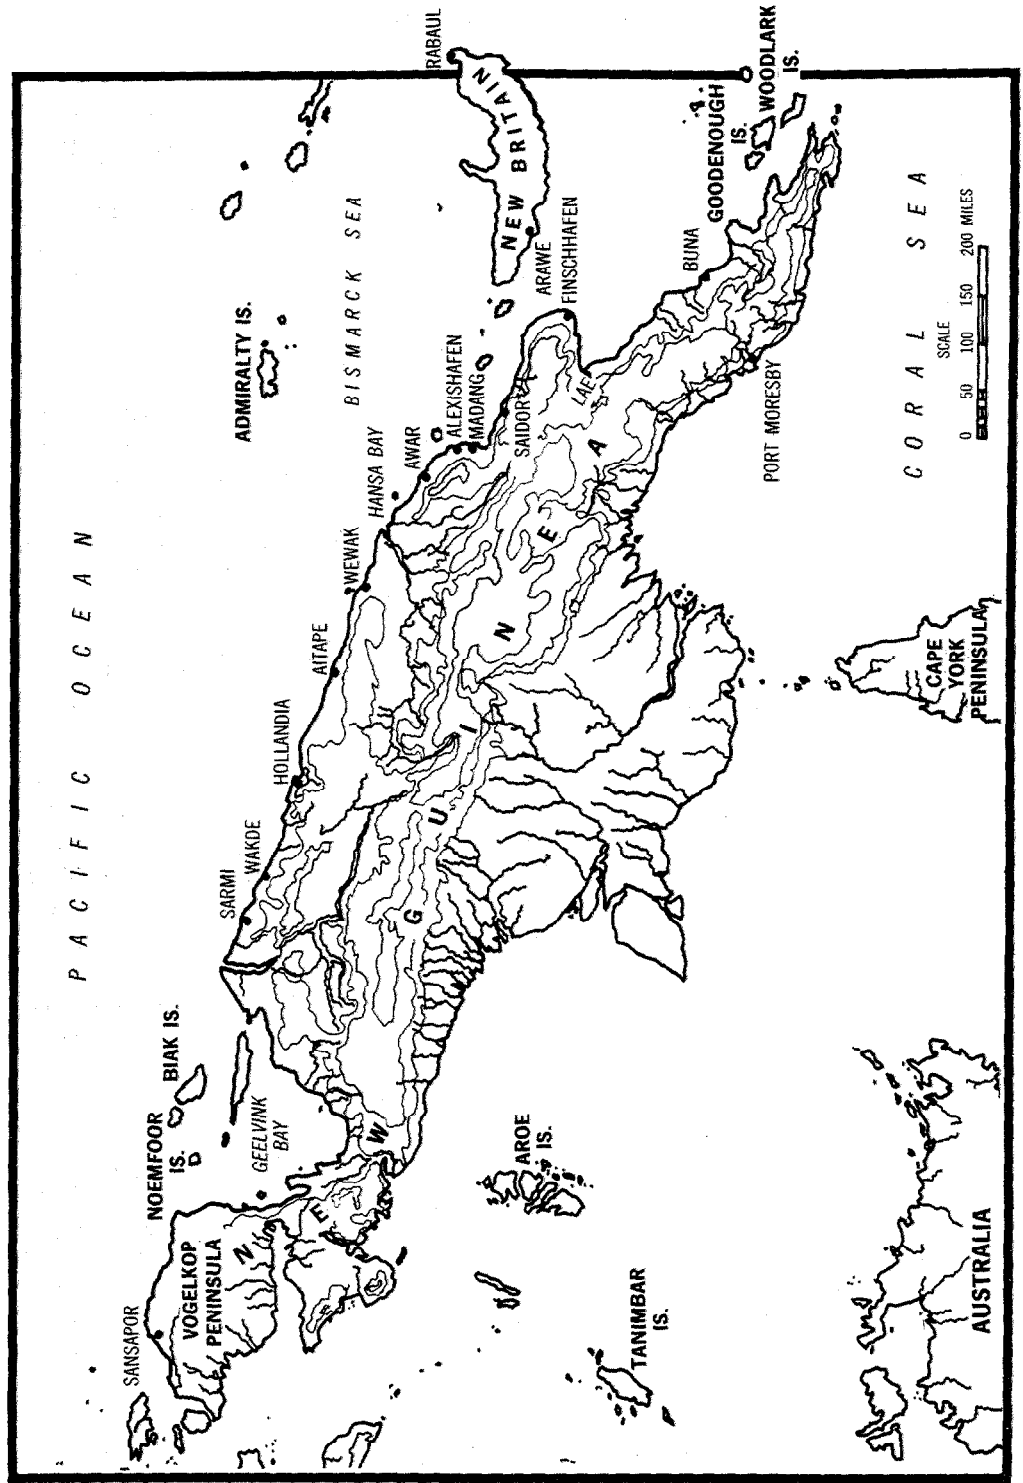 PACIFIC OCEAN
SANSAPOR
VOGELKOP
PENINSULA
NOEMFOOR
IS.
BIAK IS.
GEELVINK
BAY
SARMI
WAKDE
HOLLANDIA
AITAPE
WEWAK
HANSA BAY
AWAR
ALEXISHAFEN
MADANG
SAIDOR
ADMIRALTY IS.
BISMARCK SEA
RABAUL
NEW BRITAIN
ARAWE
FINSCHHAFEN
LAE
NEW GUINEA
BUNA
GOODENOUGH
IS.
WOODLARK
IS.
PORT MORESBY
CORAL SEA
SCALE
0 50 100 150 200 MILES
AROE
IS.
TANIMBAR
IS.
CAPE
YORK
PENINSULA
AUSTRALIA